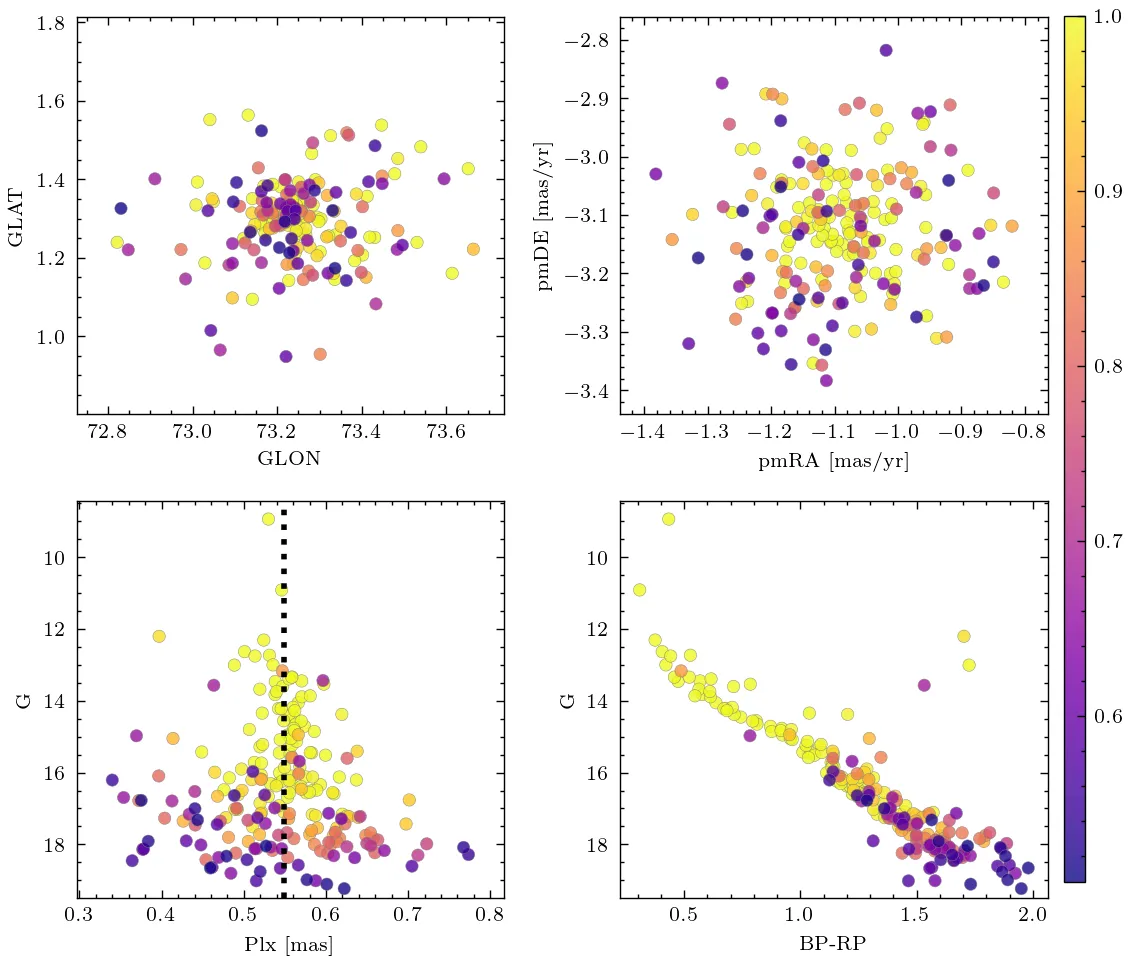 1.8
1.6
1.4
1.2
1.0
GLAT
72.8 73.0 73.2 73.4 73.6
GLON
−2.8
−2.9
−3.0
−3.1
−3.2
−3.3
−3.4
pmDE [mas/yr]
−1.4 −1.3 −1.2 −1.1 −1.0 −0.9 −0.8
pmRA [mas/yr]
10
12
14
16
18
G
0.3 0.4 0.5 0.6 0.7 0.8
Plx [mas]
10
12
14
16
18
G
0.5 1.0 1.5 2.0
BP-RP
1.0
0.9
0.8
0.7
0.6